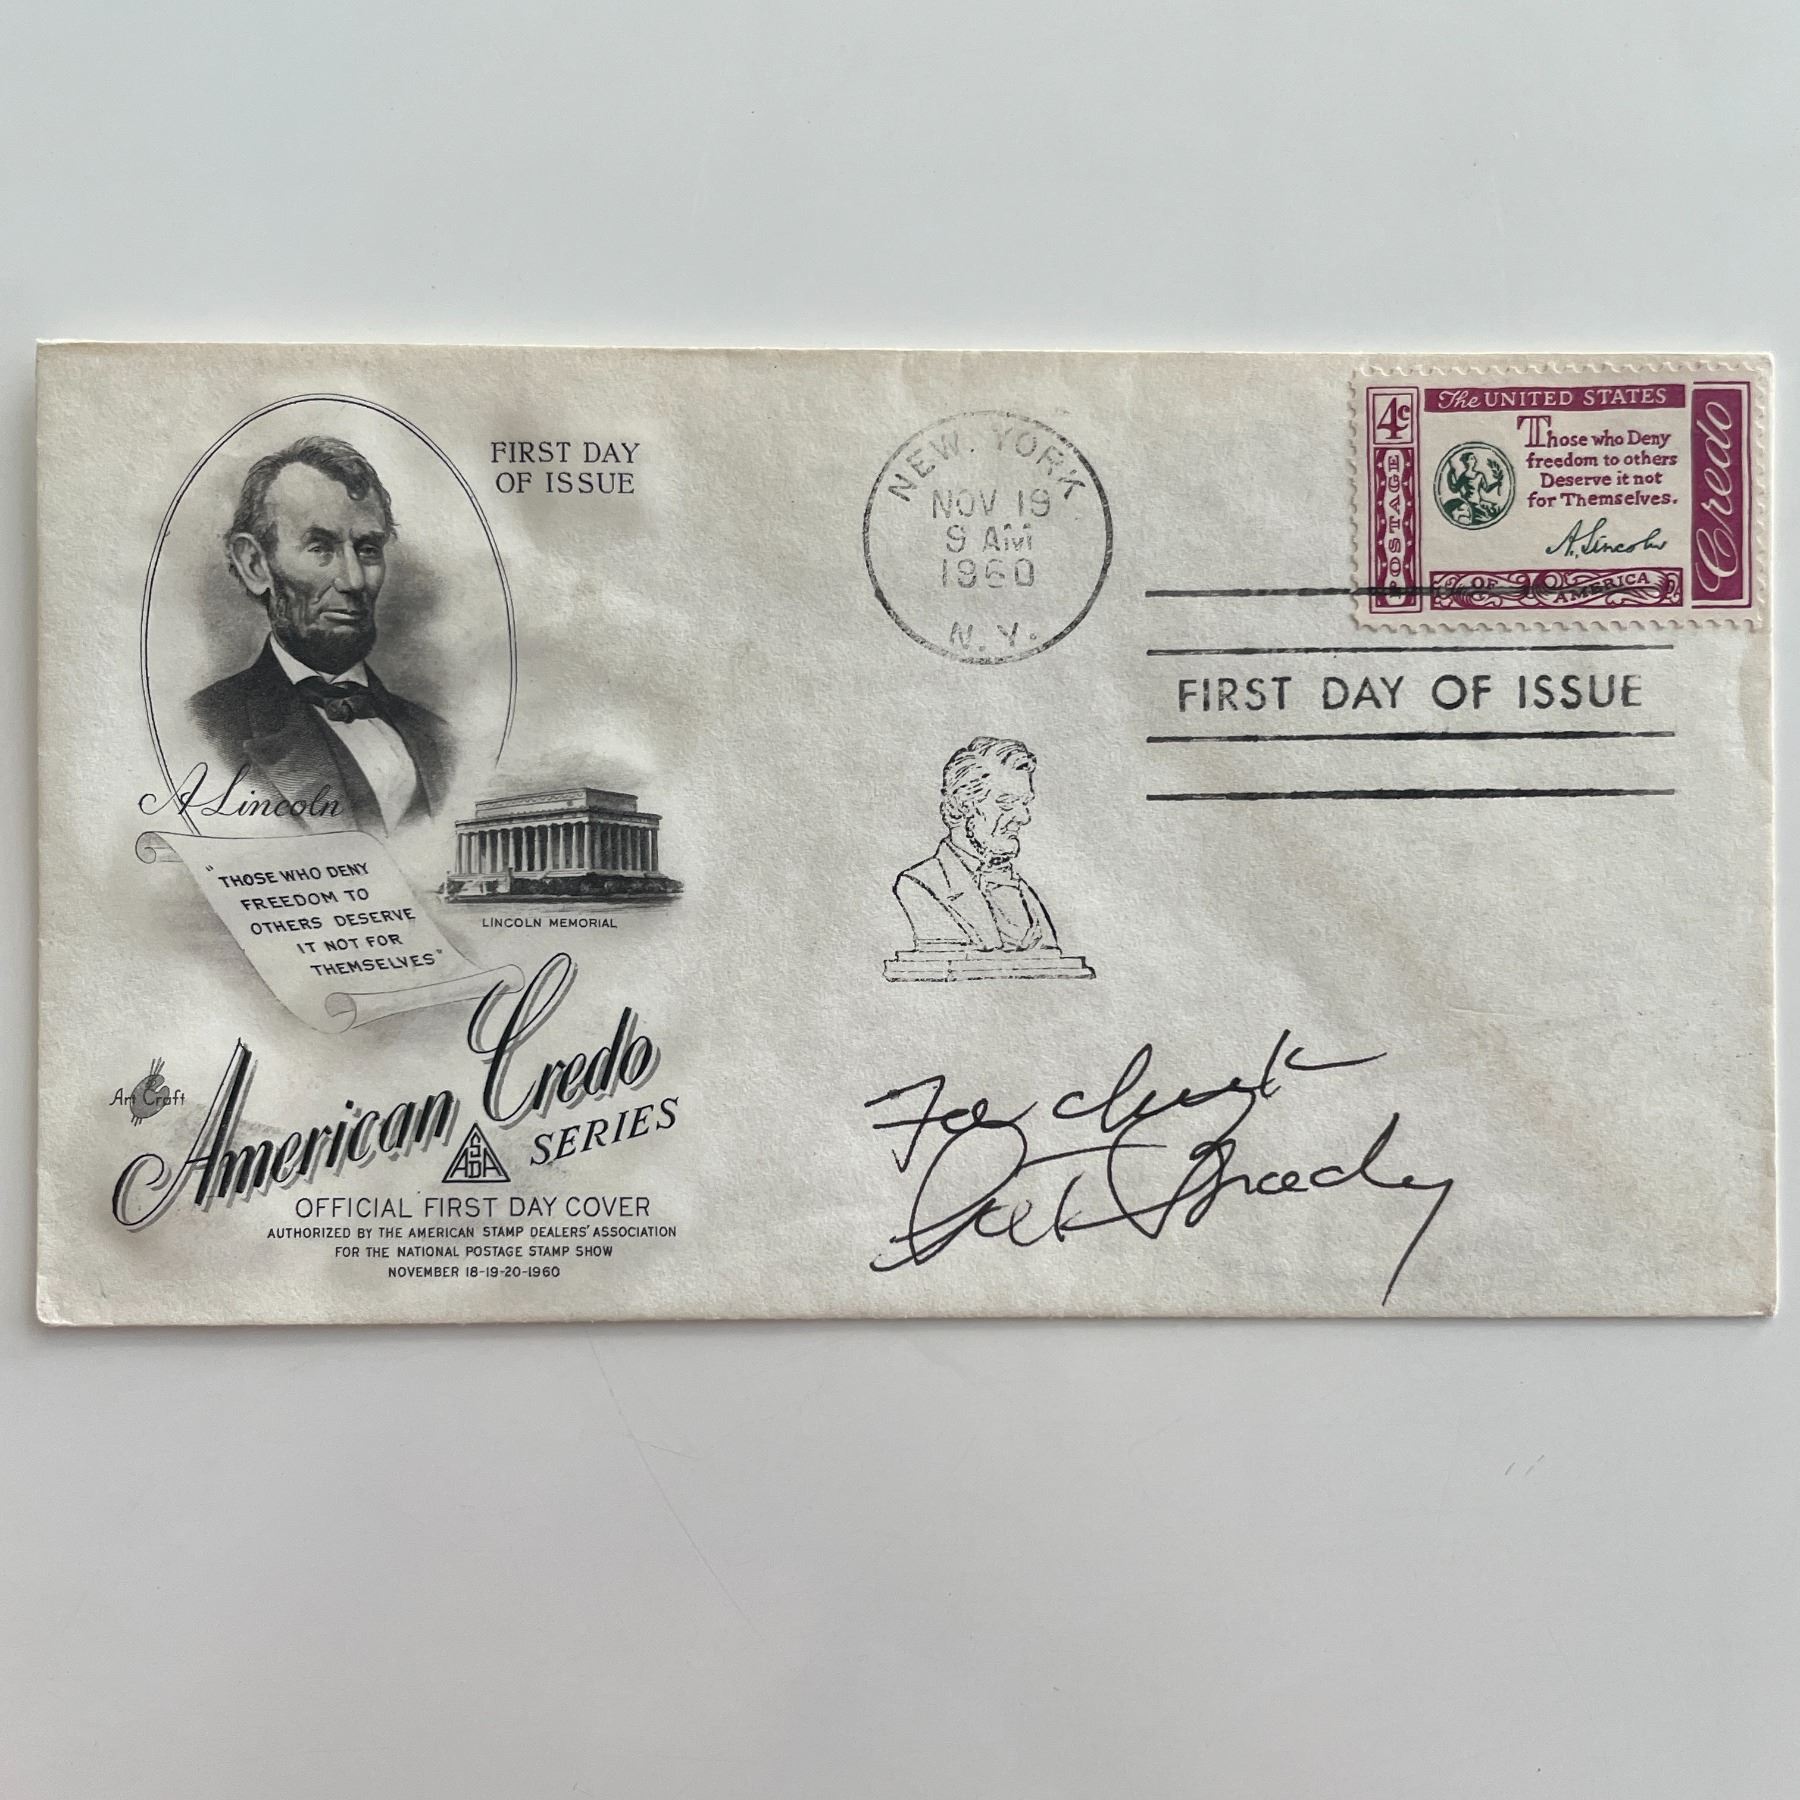 FIRST DAY
OF ISSUE
A Lincoln
"THOSE WHO DENY
FREEDOM TO
OTHERS DESERVE
IT NOT FOR
THEMSELVES"
LINCOLN MEMORIAL
Art Craft
American Credo
SERIES
ASDA
OFFICIAL FIRST DAY COVER
AUTHORIZED BY THE AMERICAN STAMP DEALERS' ASSOCIATION
FOR THE NATIONAL POSTAGE STAMP SHOW
NOVEMBER 18-19-20-1960
NEW YORK
NOV 19
9 AM
1960
N.Y.
4c
POSTAGE
The UNITED STATES
Those who Deny
freedom to others
Deserve it not
for Themselves.
A. Lincoln
OF AMERICA
Credo
FIRST DAY OF ISSUE
For Chuck
Brady